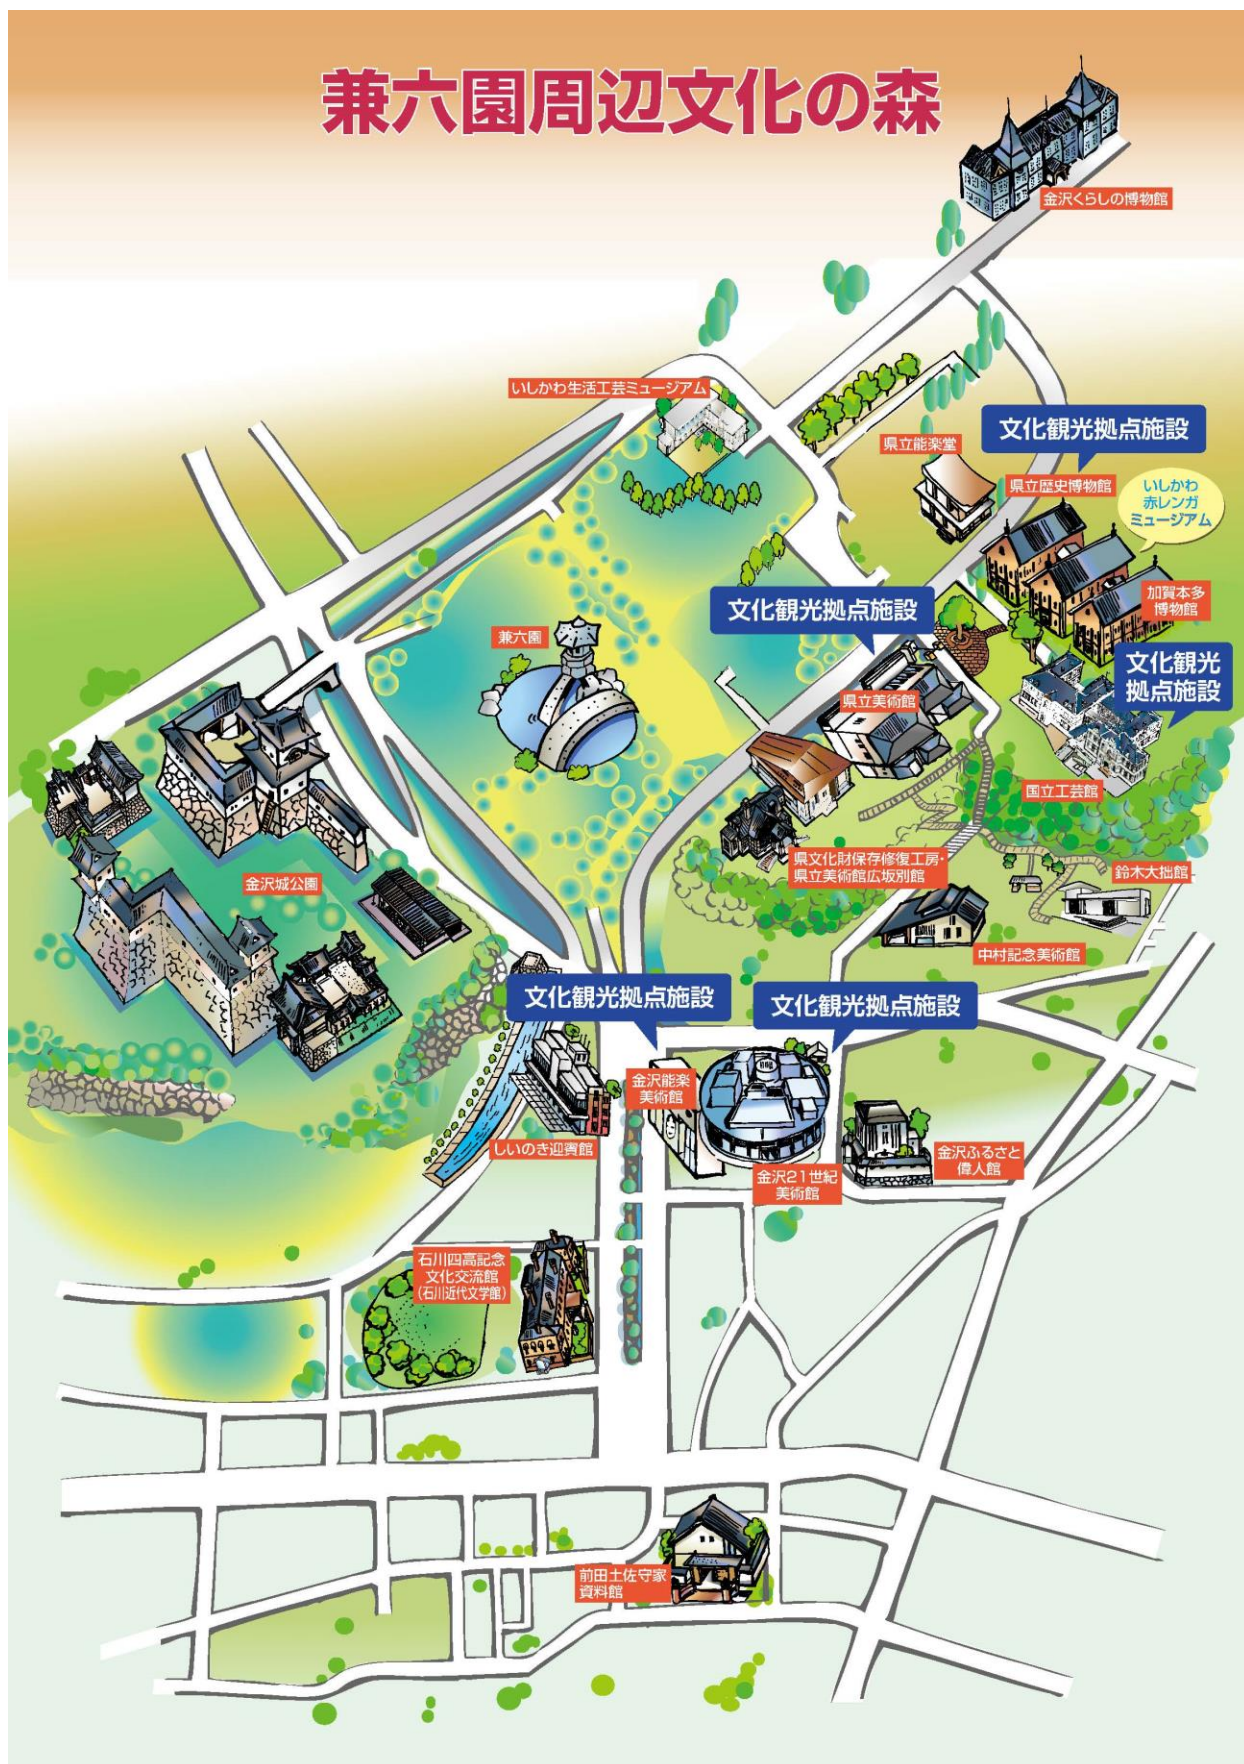 兼六園周辺文化の森
金沢くらしの博物館
いしかわ生活工芸ミュージアム
文化観光拠点施設
県立能楽堂
県立歴史博物館
いしかわ
赤レンガ
ミュージアム
文化観光拠点施設
加賀本多
博物館
兼六園
文化観光
拠点施設
県立美術館
国立工芸館
県文化財保存修復工房・
県立美術館広坂別館
鈴木大拙館
金沢城公園
中村記念美術館
文化観光拠点施設
文化観光拠点施設
金沢能楽
美術館
しいのき迎賓館
金沢ふるさと
偉人館
金沢21世紀
美術館
石川四高記念
文化交流館
(石川近代文学館)
前田土佐守家
資料館